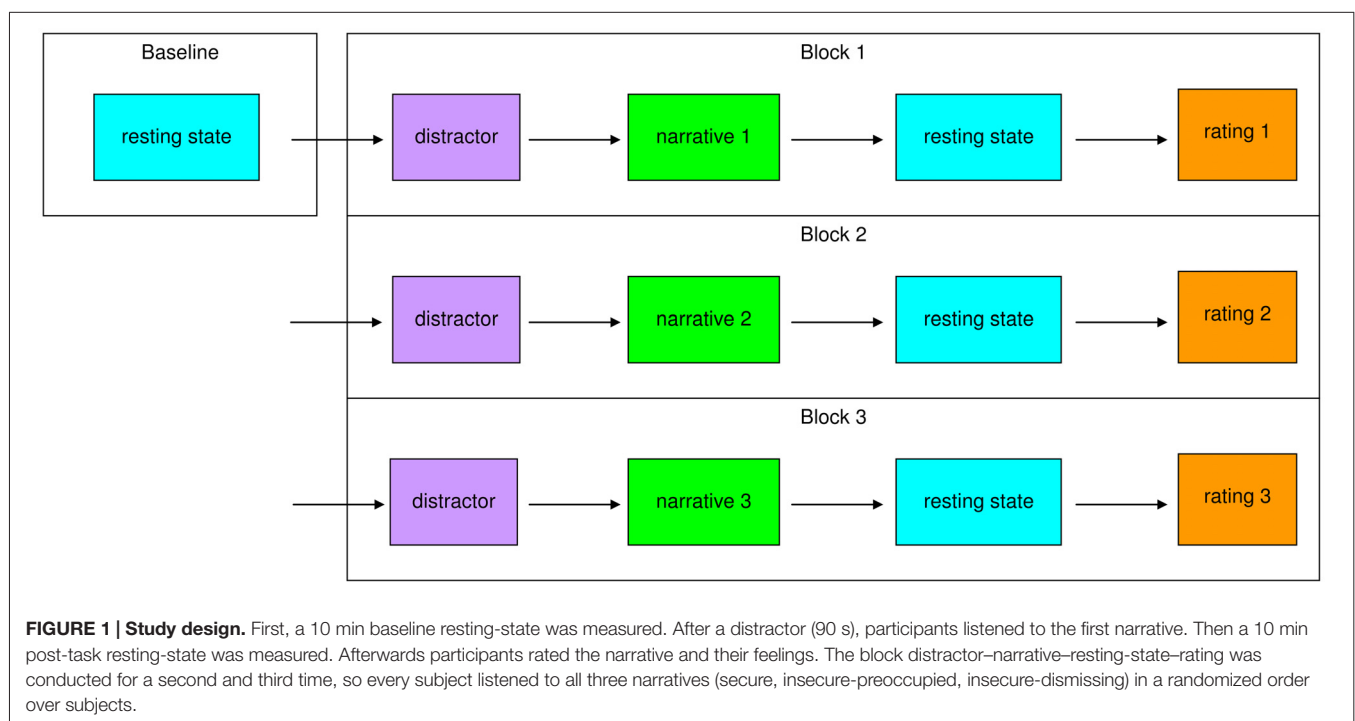 Baseline
Block 1
resting state
distractor
narrative 1
resting state
rating 1
Block 2
distractor
narrative 2
resting state
rating 2
Block 3
distractor
narrative 3
resting state
rating 3
FIGURE 1 | Study design. First, a 10 min baseline resting-state was measured. After a distractor (90 s), participants listened to the first narrative. Then a 10 min
post-task resting-state was measured. Afterwards participants rated the narrative and their feelings. The block distractor–narrative–resting-state–rating was
conducted for a second and third time, so every subject listened to all three narratives (secure, insecure-preoccupied, insecure-dismissing) in a randomized order
over subjects.